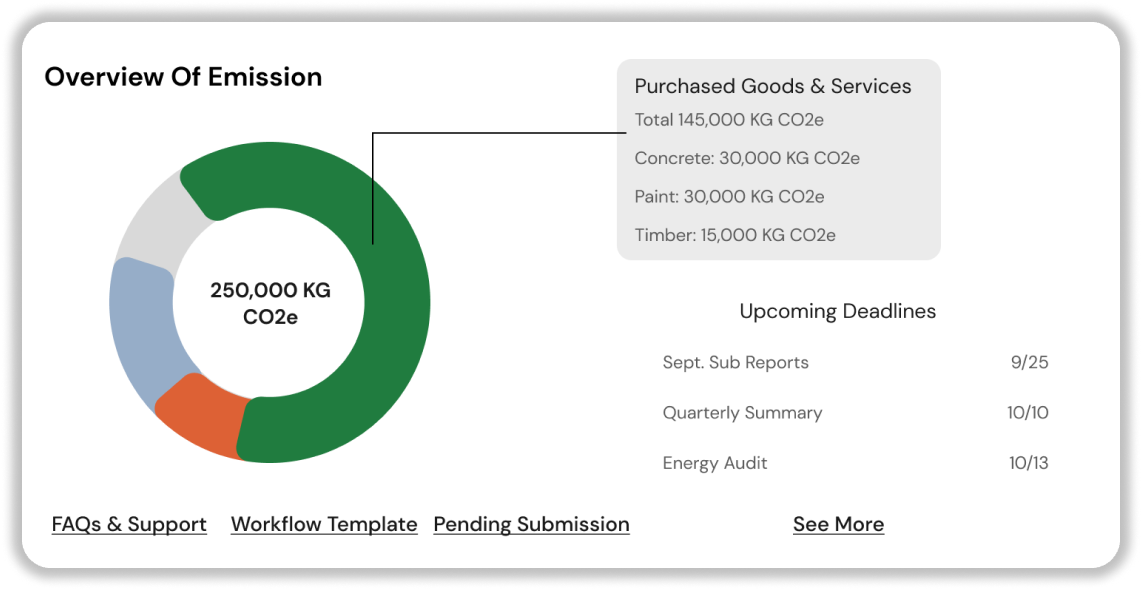 Overview Of Emission
250,000 KG
CO2e
Purchased Goods & Services
Total 145,000 KG CO2e
Concrete: 30,000 KG CO2e
Paint: 30,000 KG CO2e
Timber: 15,000 KG CO2e
Upcoming Deadlines
Sept. Sub Reports 9/25
Quarterly Summary 10/10
Energy Audit 10/13
FAQs & Support Workflow Template Pending Submission See More